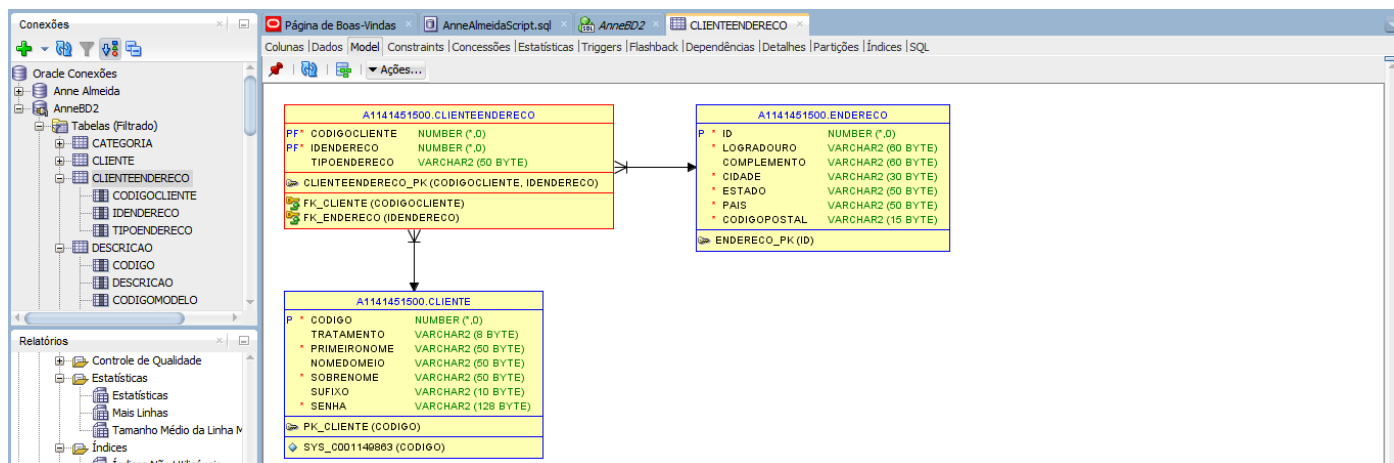 Conexões
Orade Conexões
Anne Almeida
AnneBD2
Tabelas (Filtrado)
CATEGORIA
CLIENTE
CLIENTEENDERECO
CODIGOCLIENTE
IDENDERECO
TIPOENDERECO
DESCRICAO
CODIGO
DESCRICAO
CODIGOMODELO
Relatórios
Controle de Qualidade
Estatísticas
Estatísticas
Mais Linhas
Tamanho Médio da Linha M
Índices
Página de Boas-Vindas AnneAlmeidaScript.sql AnneBD2 CLIENTEENDERECO
Colunas |Dados |Model |Constraints |Concessões |Estatísticas |Triggers |Flashback |Dependências |Detalhes |Partições |Índices |SQL
Ações...
A1141451500.CLIENTEENDERECO
PF* CODIGOCLIENTE NUMBER (*,0)
PF* IDENDERECO NUMBER (*,0)
TIPOENDERECO VARCHAR2 (50 BYTE)
CLIENTEENDERECO_PK (CODIGOCLIENTE, IDENDERECO)
FK_CLIENTE (CODIGOCLIENTE)
FK_ENDERECO (IDENDERECO)
A1141451500.ENDERECO
P * ID NUMBER (*,0)
* LOGRADOURO VARCHAR2 (60 BYTE)
COMPLEMENTO VARCHAR2 (60 BYTE)
* CIDADE VARCHAR2 (30 BYTE)
* ESTADO VARCHAR2 (50 BYTE)
* PAIS VARCHAR2 (50 BYTE)
* CODIGOPOSTAL VARCHAR2 (15 BYTE)
ENDERECO_PK (ID)
A1141451500.CLIENTE
P * CODIGO NUMBER (*,0)
TRATAMENTO VARCHAR2 (8 BYTE)
* PRIMEIRONOME VARCHAR2 (50 BYTE)
NOMEDOMEIO VARCHAR2 (50 BYTE)
* SOBRENOME VARCHAR2 (50 BYTE)
SUFIXO VARCHAR2 (10 BYTE)
* SENHA VARCHAR2 (128 BYTE)
PK_CLIENTE (CODIGO)
SYS_C001149863 (CODIGO)